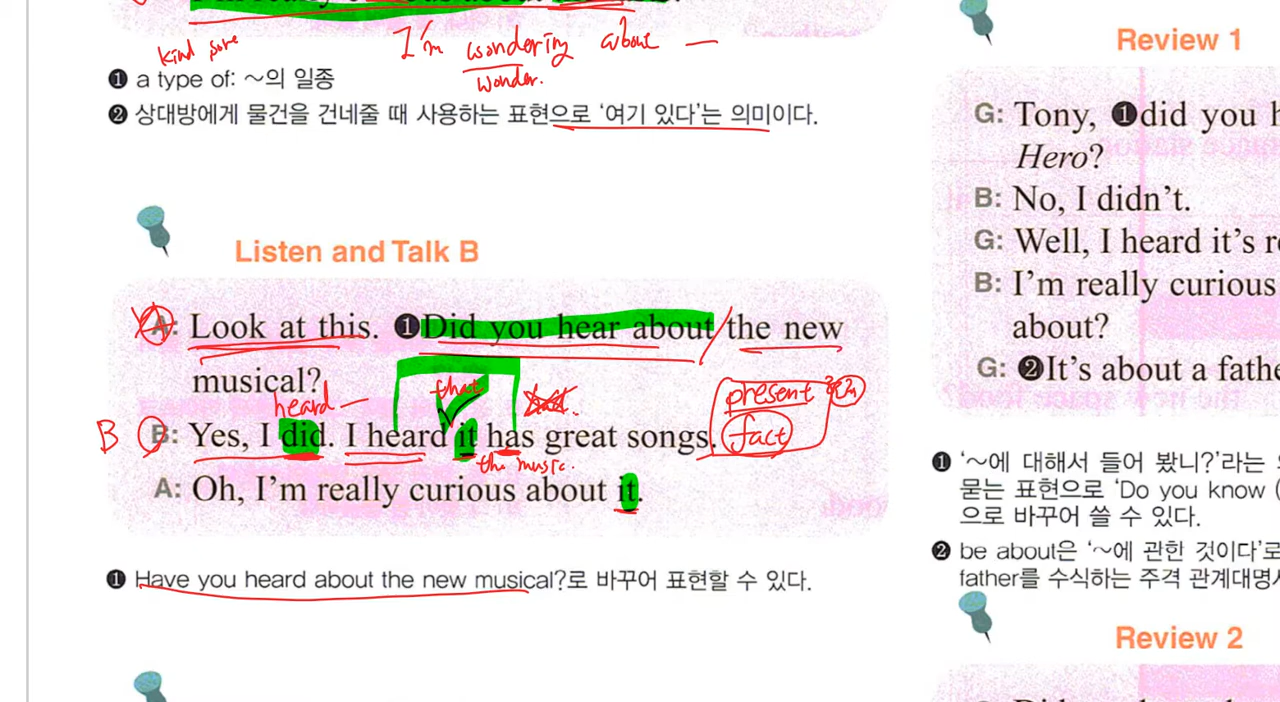 kind
I'm wondering about —
wonder.
❶ a type of: ~의 일종
❷ 상대방에게 물건을 건네줄 때 사용하는 표현으로 '여기 있다'는 의미이다.
Listen and Talk B
A: Look at this. ❶Did you hear about the new
musical?
heard — that present
B B: Yes, I did. I heard it has great songs. fact
the music.
A: Oh, I'm really curious about it.
❶ Have you heard about the new musical?로 바꾸어 표현할 수 있다.
Review 1
G: Tony, ❶did you h
Hero?
B: No, I didn't.
G: Well, I heard it's re
B: I'm really curious
about?
G: ❷It's about a fathe
❶ '~에 대해서 들어 봤니?'라는
묻는 표현으로 'Do you know (
으로 바꾸어 쓸 수 있다.
❷ be about은 '~에 관한 것이다'로
father를 수식하는 주격 관계대명사
Review 2